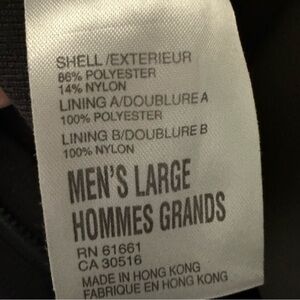 SHELL/EXTERIEUR
86% POLYESTER
14% NYLON
LINING A/DOUBLURE A
100% POLYESTER
LINING B/DOUBLURE B
100% NYLON
MEN'S LARGE
HOMMES GRANDS
RN 61661
CA 30516
MADE IN HONG KONG
FABRIQUE EN HONG KONG